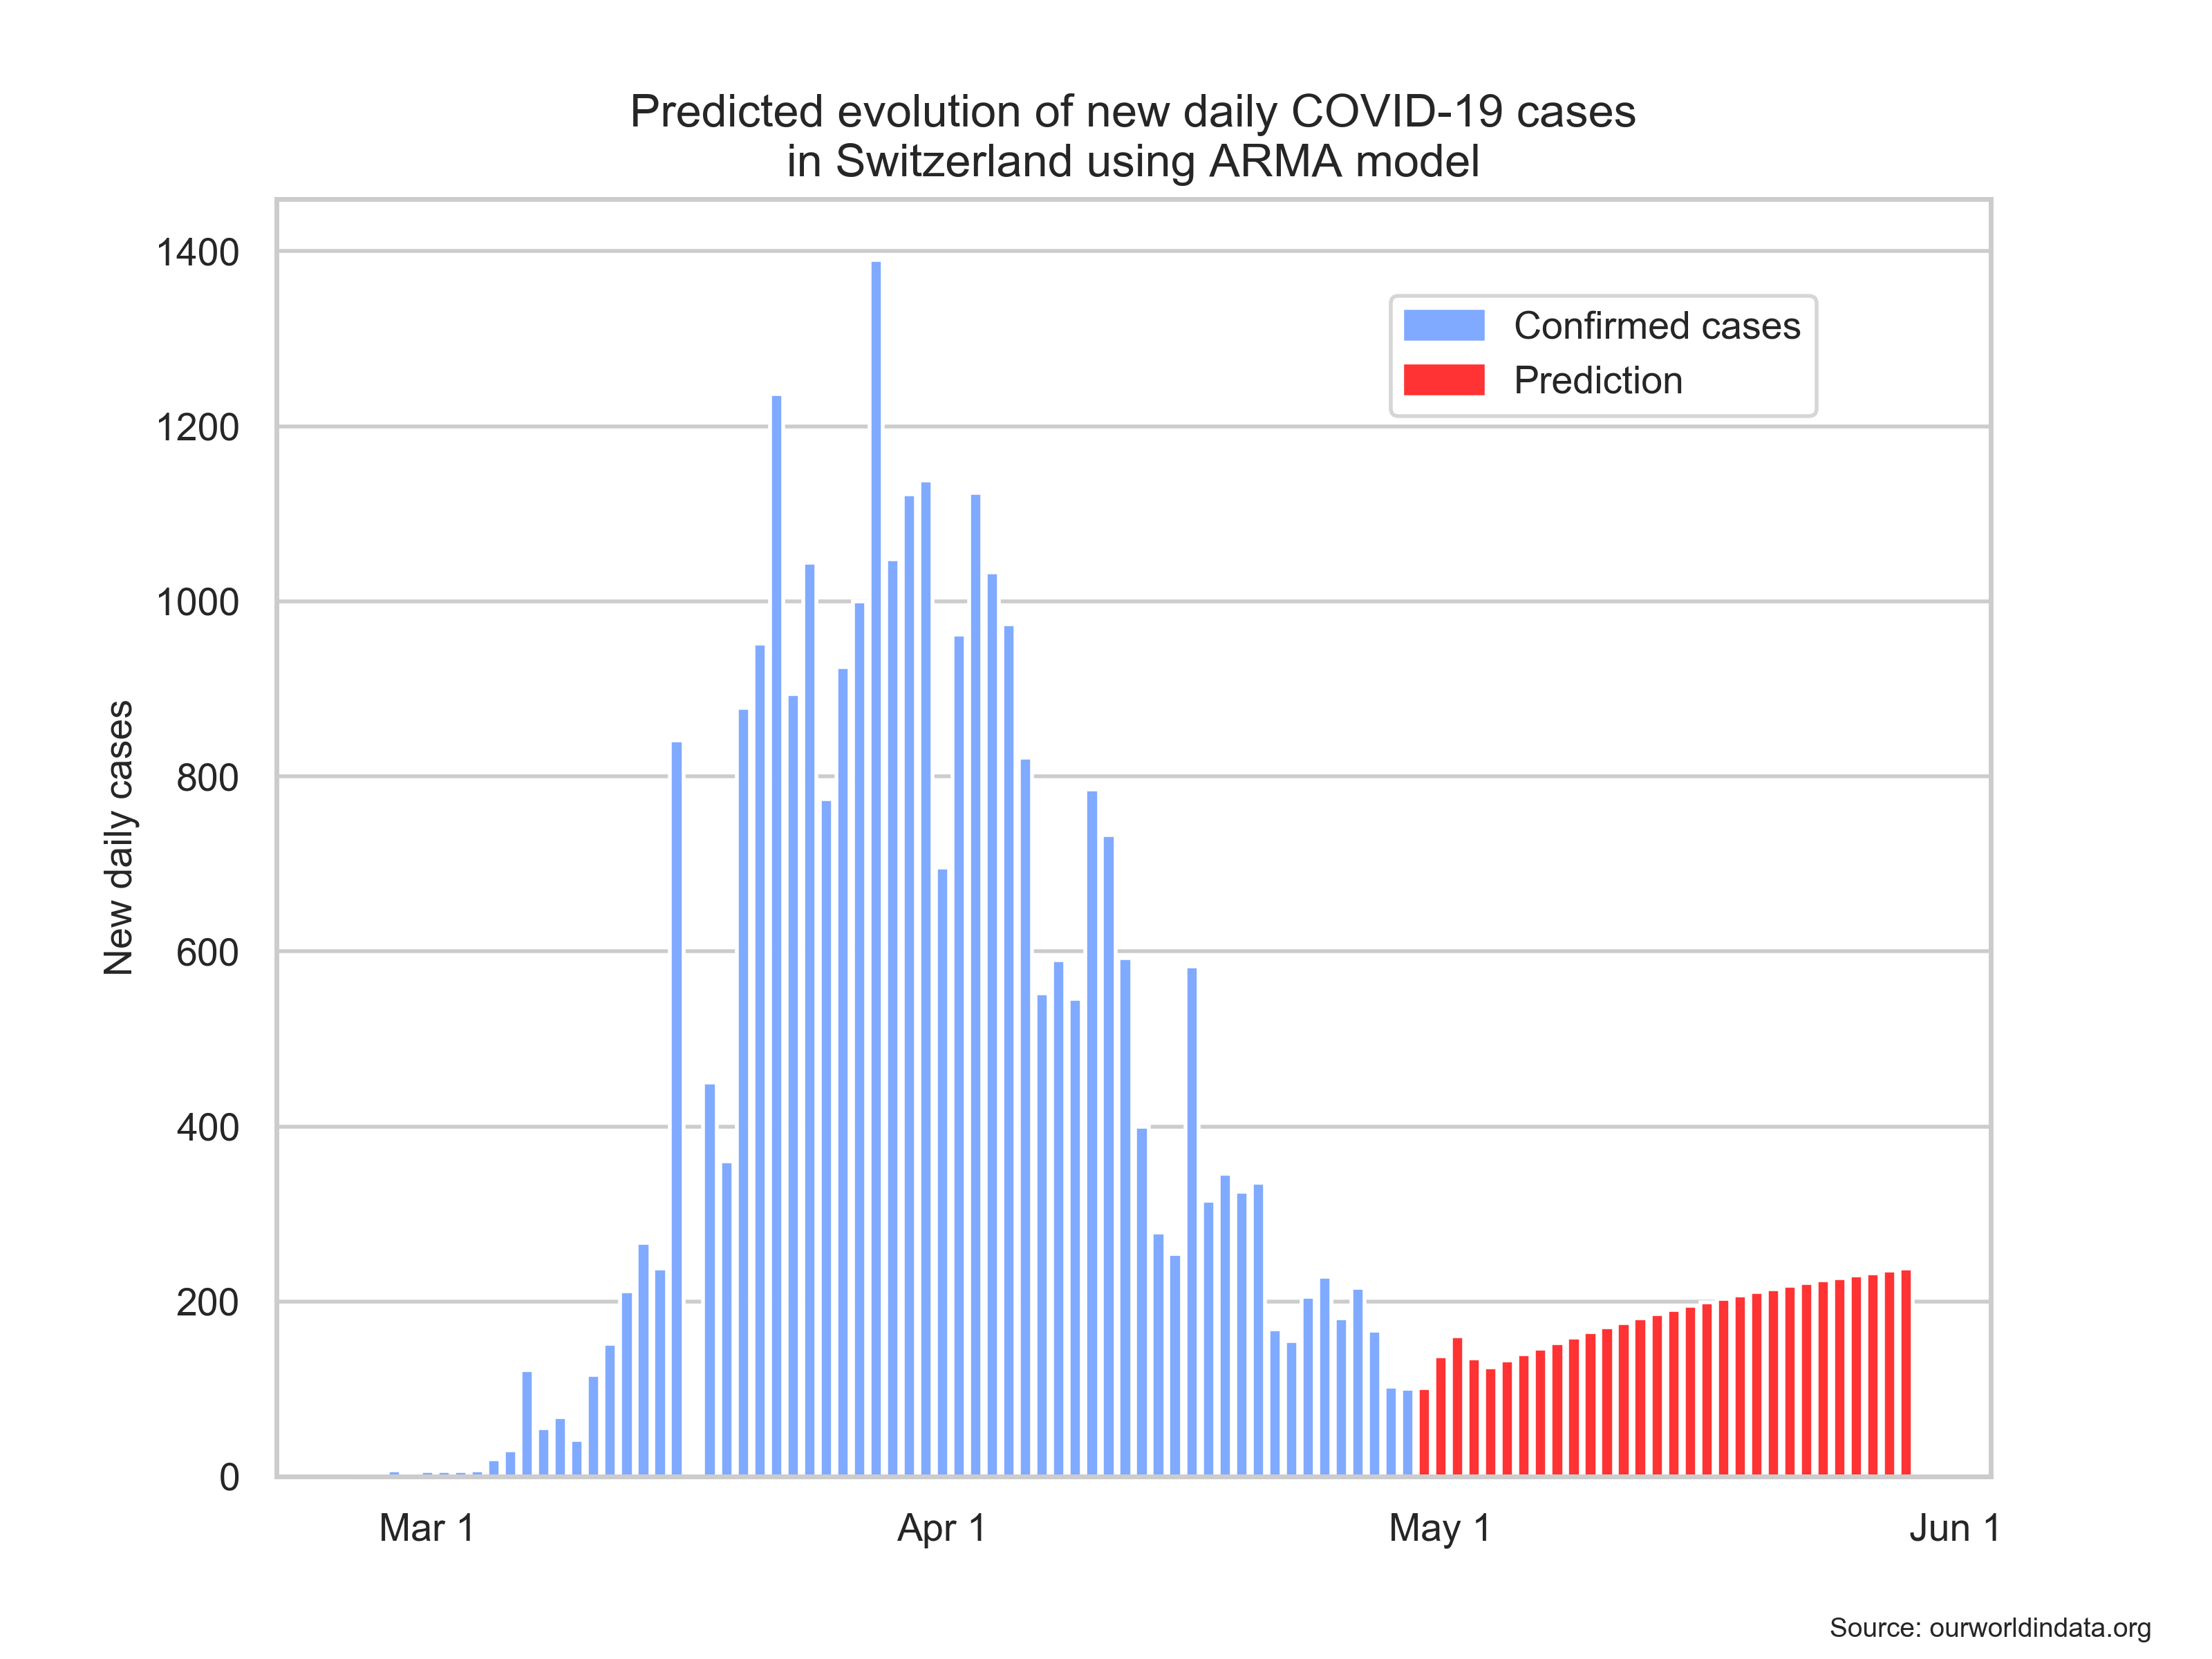 Predicted evolution of new daily COVID-19 cases
in Switzerland using ARMA model
1400
1200
1000
800
600
400
200
0
New daily cases
Confirmed cases
Prediction
Mar 1
Apr 1
May 1
Jun 1
Source: ourworldindata.org